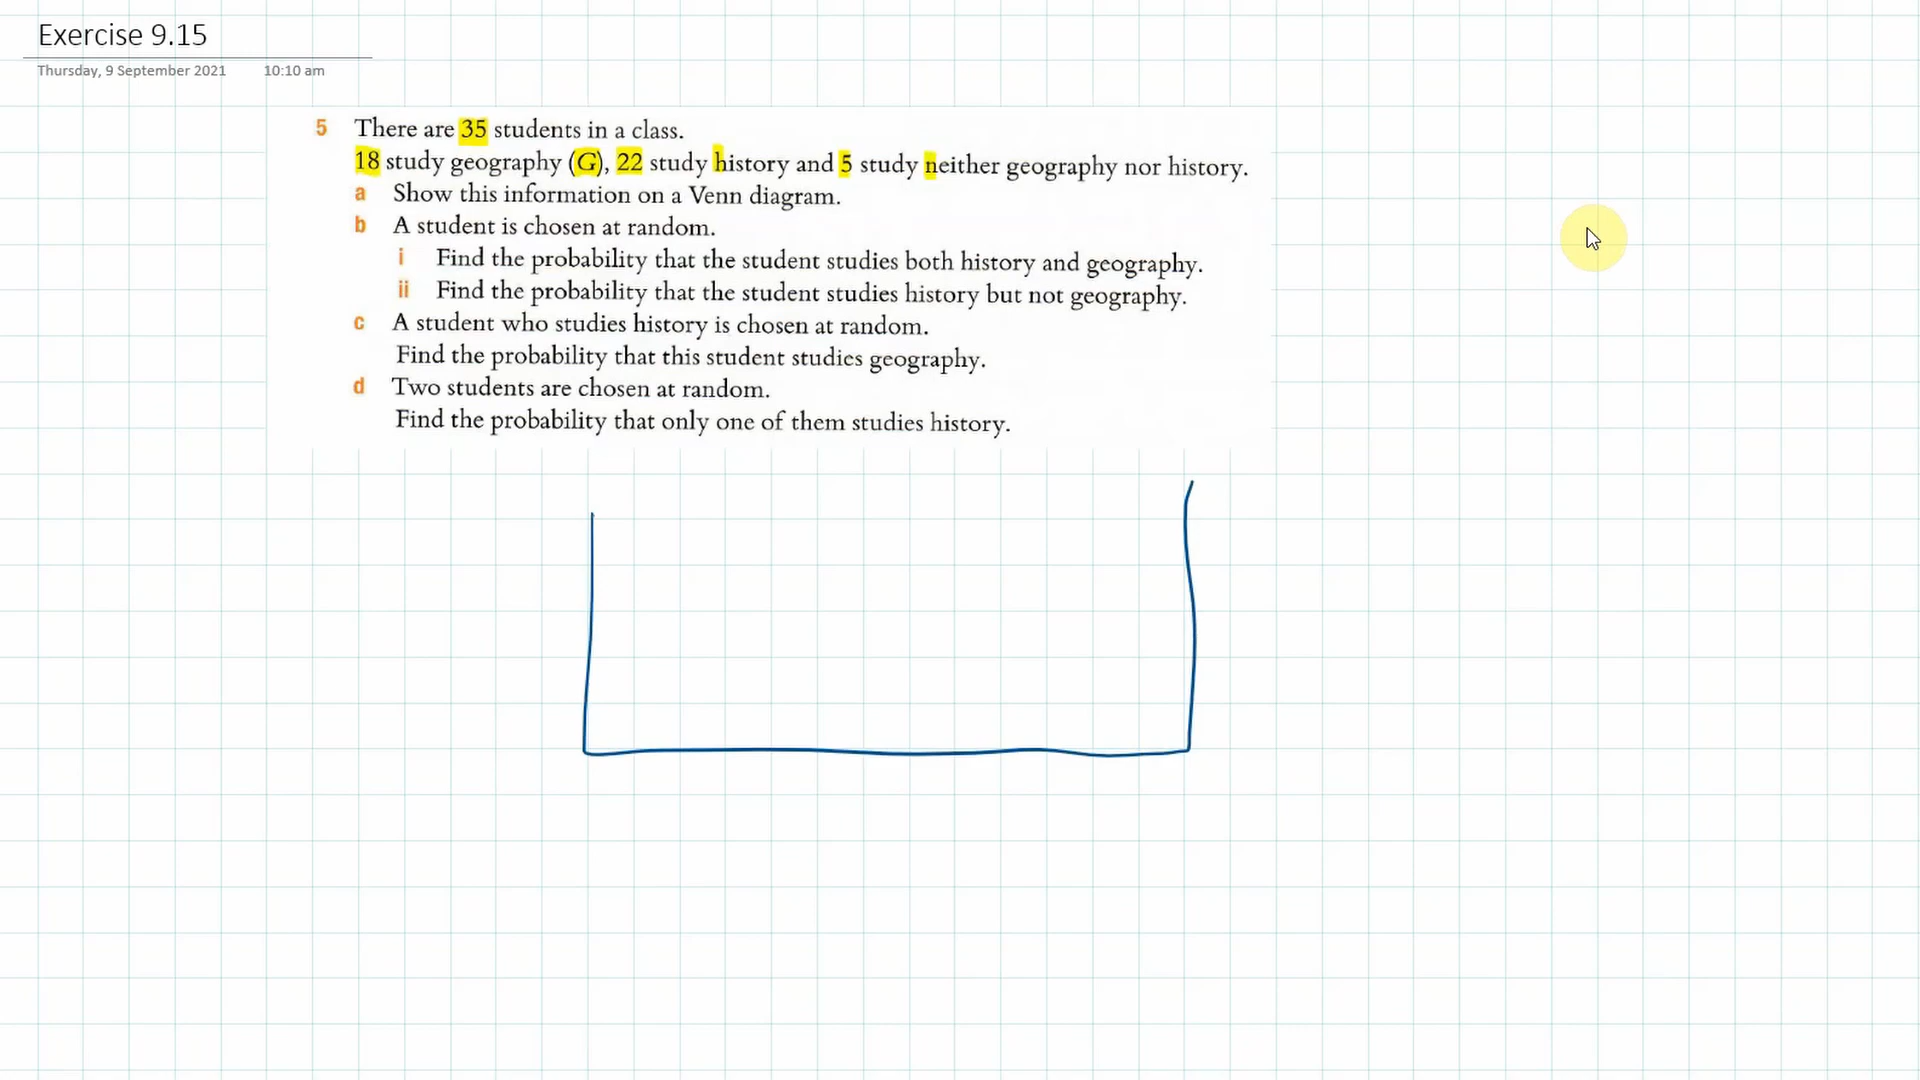 Exercise 9.15
Thursday, 9 September 2021 10:10 am
5 There are 35 students in a class.
18 study geography (G), 22 study history and 5 study neither geography nor history.
a Show this information on a Venn diagram.
b A student is chosen at random.
i Find the probability that the student studies both history and geography.
ii Find the probability that the student studies history but not geography.
c A student who studies history is chosen at random.
Find the probability that this student studies geography.
d Two students are chosen at random.
Find the probability that only one of them studies history.